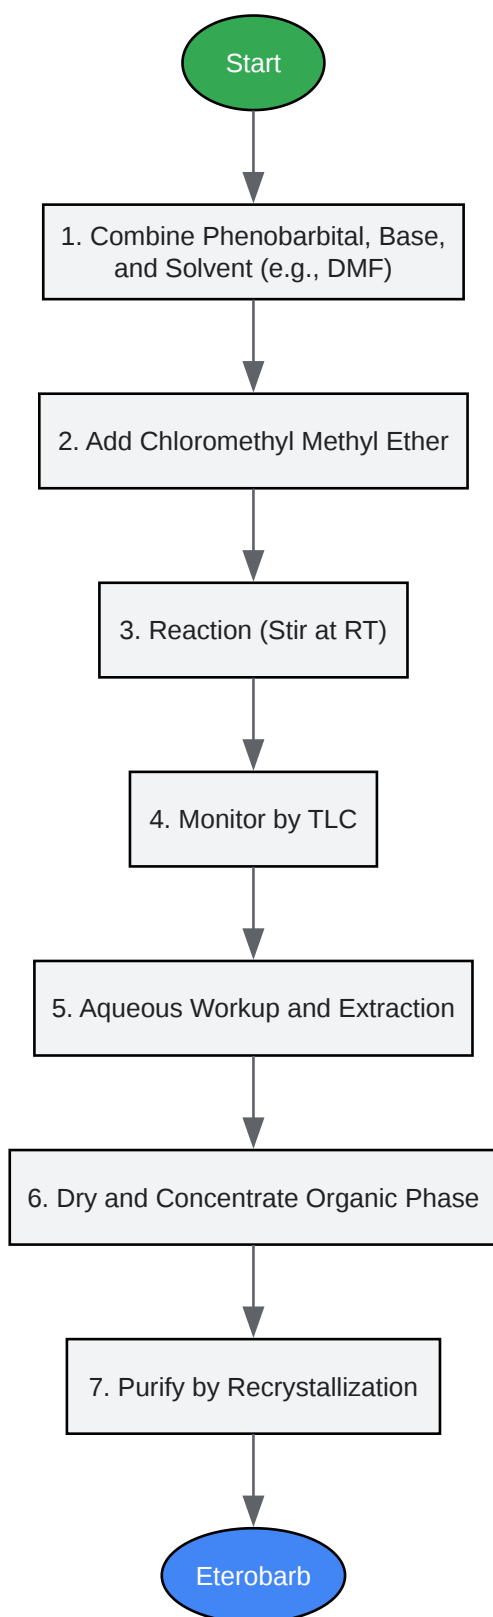 Start
1. Combine Phenobarbital, Base,
and Solvent (e.g., DMF)
2. Add Chloromethyl Methyl Ether
3. Reaction (Stir at RT)
4. Monitor by TLC
5. Aqueous Workup and Extraction
6. Dry and Concentrate Organic Phase
7. Purify by Recrystallization
Eterobarb